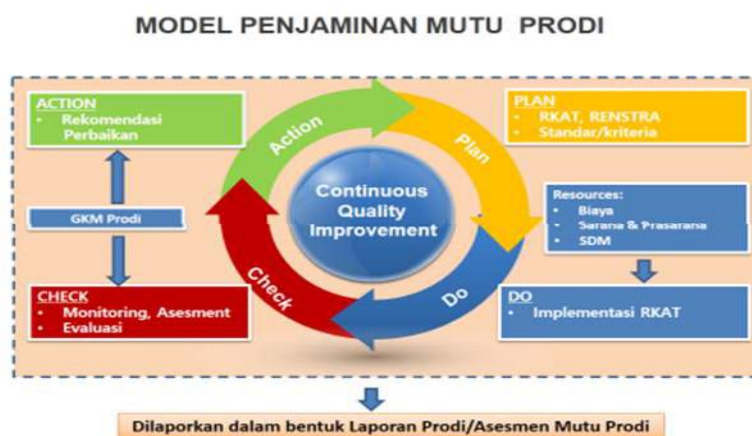 MODEL PENJAMINAN MUTU PRODI
ACTION
• Rekomendasi
Perbaikan
GKM Prodi
CHECK
• Monitoring, Asesment
• Evaluasi
Action
Plan
Continuous
Quality
Improvement
Check
Do
PLAN
• RKAT, RENSTRA
• Standar/kriteria
Resources:
• Biaya
• Sarana & Prasarana
• SDM
DO
• Implementasi RKAT
Dilaporkan dalam bentuk Laporan Prodi/Asesmen Mutu Prodi